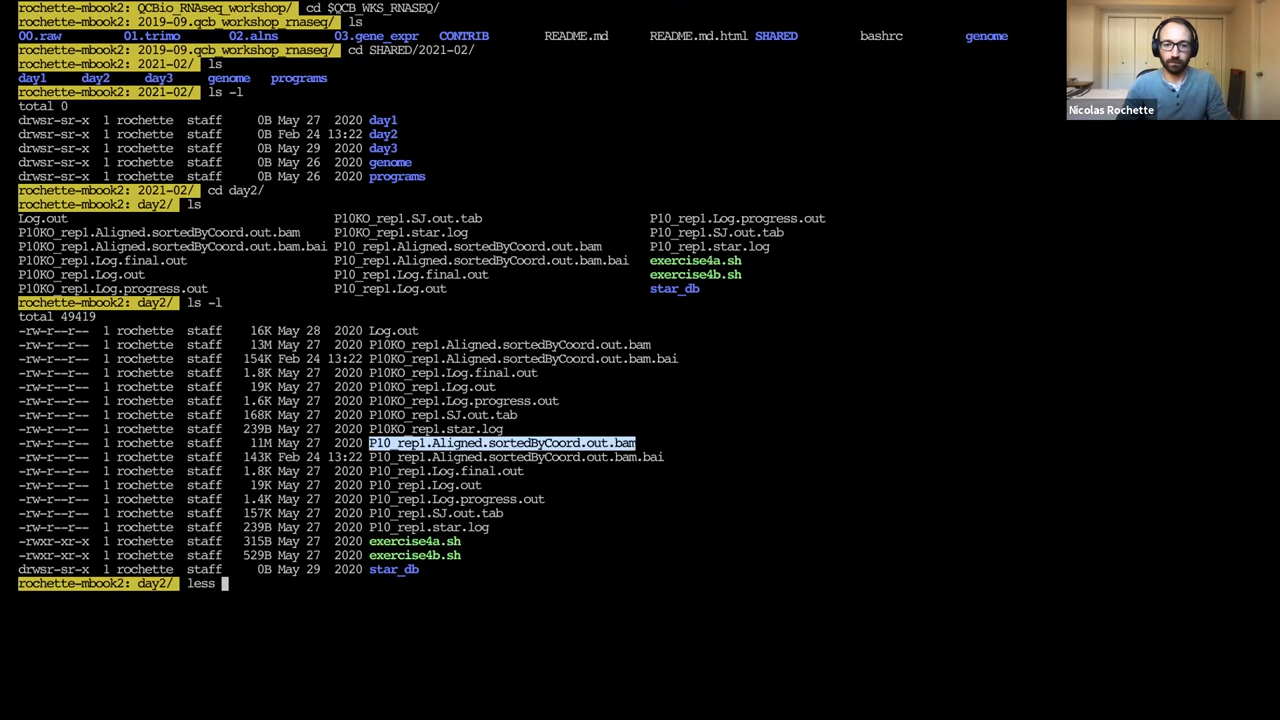 rochette-mbook2: QCBio_RNAseq_workshop/ cd $QCB_WKS_RNASEQ/
rochette-mbook2: 2019-09.qcb_workshop_rnaseq/ ls
00.raw 01.trimo 02.alns 03.gene_expr CONTRIB README.md README.md.html SHARED bashrc genome
rochette-mbook2: 2019-09.qcb_workshop_rnaseq/ cd SHARED/2021-02/
rochette-mbook2: 2021-02/ ls
day1 day2 day3 genome programs
rochette-mbook2: 2021-02/ ls -l
total 0
drwsr-sr-x 1 rochette staff 0B May 27 2020 day1
drwsr-sr-x 1 rochette staff 0B Feb 24 13:22 day2
drwsr-sr-x 1 rochette staff 0B May 29 2020 day3
drwsr-sr-x 1 rochette staff 0B May 26 2020 genome
drwsr-sr-x 1 rochette staff 0B May 26 2020 programs
rochette-mbook2: 2021-02/ cd day2/
rochette-mbook2: day2/ ls
Log.out P10KO_rep1.SJ.out.tab P10_rep1.Log.progress.out
P10KO_rep1.Aligned.sortedByCoord.out.bam P10KO_rep1.star.log P10_rep1.SJ.out.tab
P10KO_rep1.Aligned.sortedByCoord.out.bam.bai P10_rep1.Aligned.sortedByCoord.out.bam P10_rep1.star.log
P10KO_rep1.Log.final.out P10_rep1.Aligned.sortedByCoord.out.bam.bai exercise4a.sh
P10KO_rep1.Log.out P10_rep1.Log.final.out exercise4b.sh
P10KO_rep1.Log.progress.out P10_rep1.Log.out star_db
rochette-mbook2: day2/ ls -l
total 49419
-rw-r--r-- 1 rochette staff 16K May 28 2020 Log.out
-rw-r--r-- 1 rochette staff 13M May 27 2020 P10KO_rep1.Aligned.sortedByCoord.out.bam
-rw-r--r-- 1 rochette staff 154K Feb 24 13:22 P10KO_rep1.Aligned.sortedByCoord.out.bam.bai
-rw-r--r-- 1 rochette staff 1.8K May 27 2020 P10KO_rep1.Log.final.out
-rw-r--r-- 1 rochette staff 19K May 27 2020 P10KO_rep1.Log.out
-rw-r--r-- 1 rochette staff 1.6K May 27 2020 P10KO_rep1.Log.progress.out
-rw-r--r-- 1 rochette staff 168K May 27 2020 P10KO_rep1.SJ.out.tab
-rw-r--r-- 1 rochette staff 239B May 27 2020 P10KO_rep1.star.log
-rw-r--r-- 1 rochette staff 11M May 27 2020 P10_rep1.Aligned.sortedByCoord.out.bam
-rw-r--r-- 1 rochette staff 143K Feb 24 13:22 P10_rep1.Aligned.sortedByCoord.out.bam.bai
-rw-r--r-- 1 rochette staff 1.8K May 27 2020 P10_rep1.Log.final.out
-rw-r--r-- 1 rochette staff 19K May 27 2020 P10_rep1.Log.out
-rw-r--r-- 1 rochette staff 1.4K May 27 2020 P10_rep1.Log.progress.out
-rw-r--r-- 1 rochette staff 157K May 27 2020 P10_rep1.SJ.out.tab
-rw-r--r-- 1 rochette staff 239B May 27 2020 P10_rep1.star.log
-rwxr-xr-x 1 rochette staff 315B May 27 2020 exercise4a.sh
-rwxr-xr-x 1 rochette staff 529B May 27 2020 exercise4b.sh
drwsr-sr-x 1 rochette staff 0B May 29 2020 star_db
rochette-mbook2: day2/ less
Nicolas Rochette